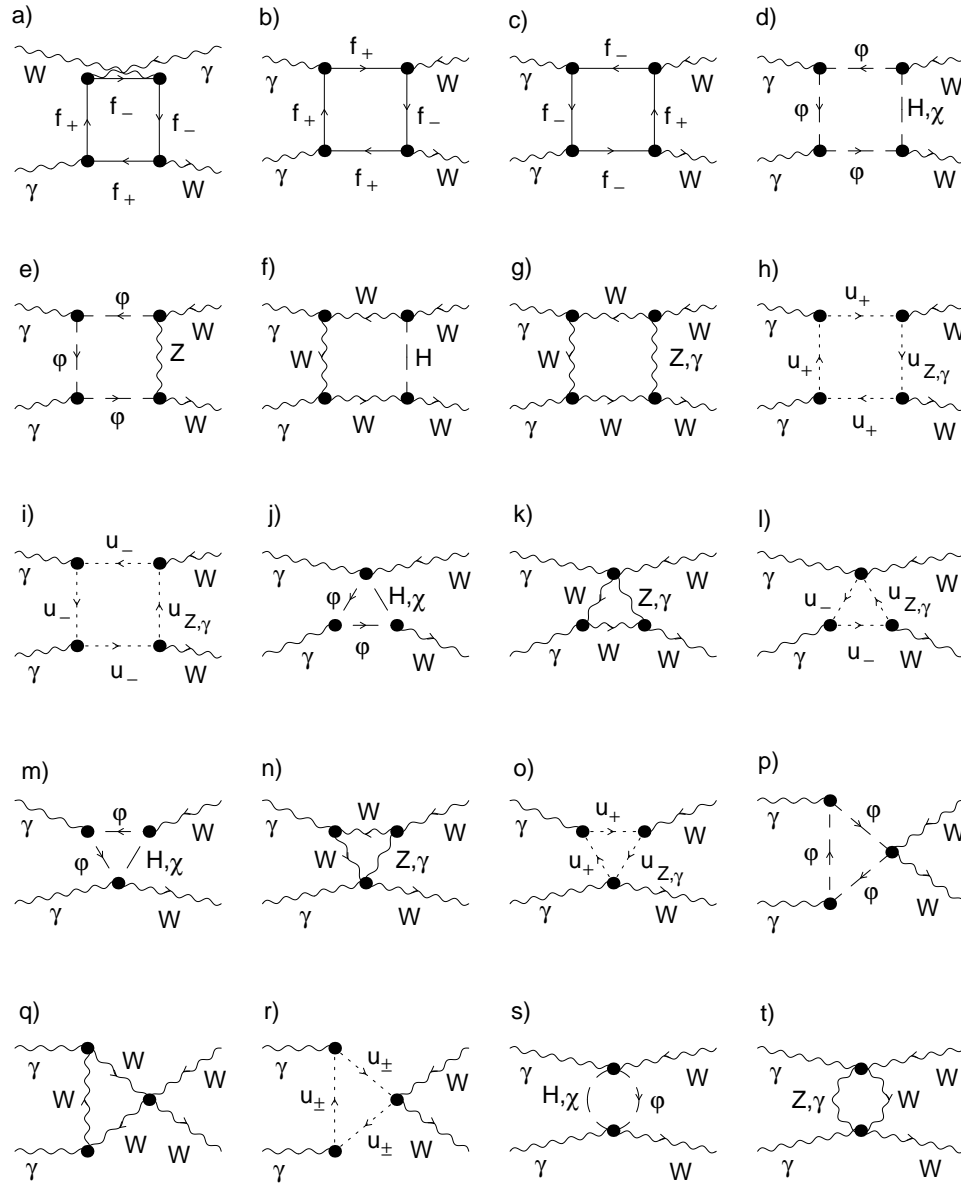 a) b) c) d)
W γ f₊ f₋ f₋ f₊ γ W
γ f₊ W f₊ f₋ γ f₊ W
γ f₋ W f₋ f₊ γ f₋ W
γ φ W φ H,χ γ φ W
e) f) g) h)
γ φ W φ Z γ φ W
γ W W W H γ W W
γ W W W Z,γ γ W W
γ u₊ W u₊ u_Z,γ γ u₊ W
i) j) k) l)
γ u₋ W u₋ u_Z,γ γ u₋ W
γ W φ H,χ γ φ W
γ W W Z,γ γ W W
γ W u₋ u_Z,γ γ u₋ W
m) n) o) p)
γ φ W φ H,χ γ W
γ W W W Z,γ γ W
γ u₊ W u₊ u_Z,γ γ W
γ φ W φ φ γ W
q) r) s) t)
γ W W W W γ W
γ u± W u± u± γ W
γ W H,χ φ γ W
γ W Z,γ W γ W